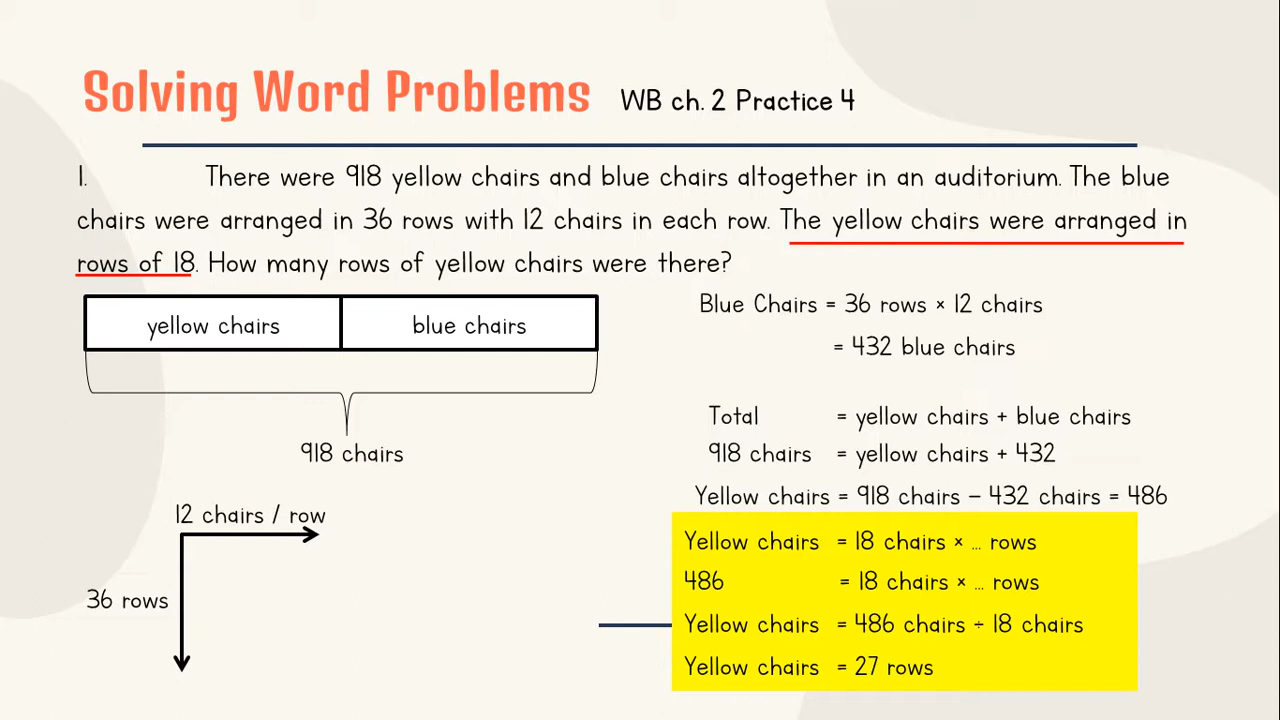 Solving Word Problems WB ch. 2 Practice 4
1. There were 918 yellow chairs and blue chairs altogether in an auditorium. The blue
chairs were arranged in 36 rows with 12 chairs in each row. The yellow chairs were arranged in
rows of 18. How many rows of yellow chairs were there?
yellow chairs blue chairs
918 chairs
12 chairs / row
36 rows
Blue Chairs = 36 rows × 12 chairs
= 432 blue chairs
Total = yellow chairs + blue chairs
918 chairs = yellow chairs + 432
Yellow chairs = 918 chairs − 432 chairs = 486
Yellow chairs = 18 chairs × ... rows
486 = 18 chairs × ... rows
Yellow chairs = 486 chairs ÷ 18 chairs
Yellow chairs = 27 rows